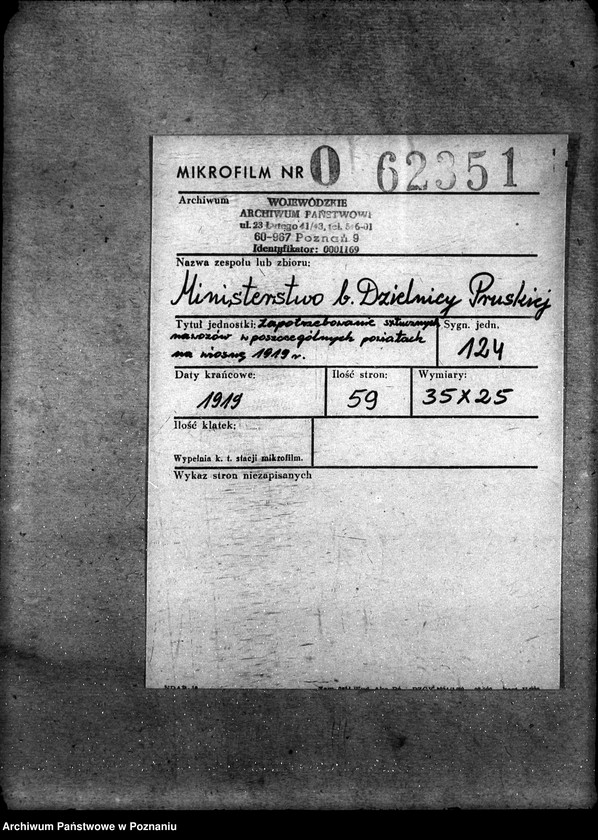 MIKROFILM NR O 62351
Archiwum
WOJEWÓDZKIE
ARCHIWUM PAŃSTWOWE
ul. 23 Lutego 41/43, tel. 516-01
60-967 Poznań 9
Identyfikator: 0001169
Nazwa zespołu lub zbioru:
Ministerstwo b. Dzielnicy Pruskiej
Tytuł jednostki: Zapotrzebowanie sztucznych
nawozów w poszczególnych powiatach
na wiosnę 1919 r.
Sygn. jedn.
124
Daty krańcowe:
1919
Ilość stron:
59
Wymiary:
35 X 25
Ilość klatek:
Wypełnia k. t. stacji mikrofilm.
Wykaz stron niezapisanych
Archiwum Państwowe w Poznaniu